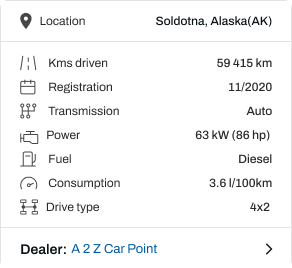 Location Soldotna, Alaska(AK)
Kms driven 59 415 km
Registration 11/2020
Transmission Auto
Power 63 kW (86 hp)
Fuel Diesel
Consumption 3.6 l/100km
Drive type 4x2
Dealer: A 2 Z Car Point